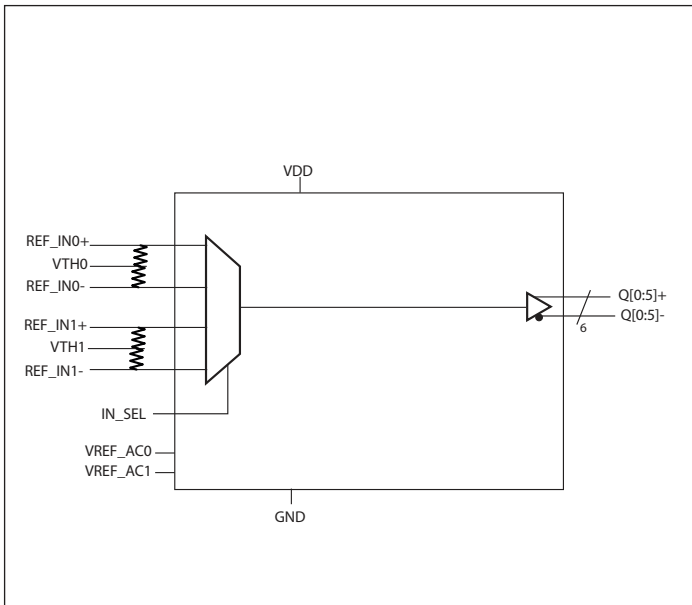 VDD
REF_IN0+
VTH0
REF_IN0-
REF_IN1+
VTH1
REF_IN1-
IN_SEL
VREF_AC0
VREF_AC1
GND
Q[0:5]+
Q[0:5]-
6